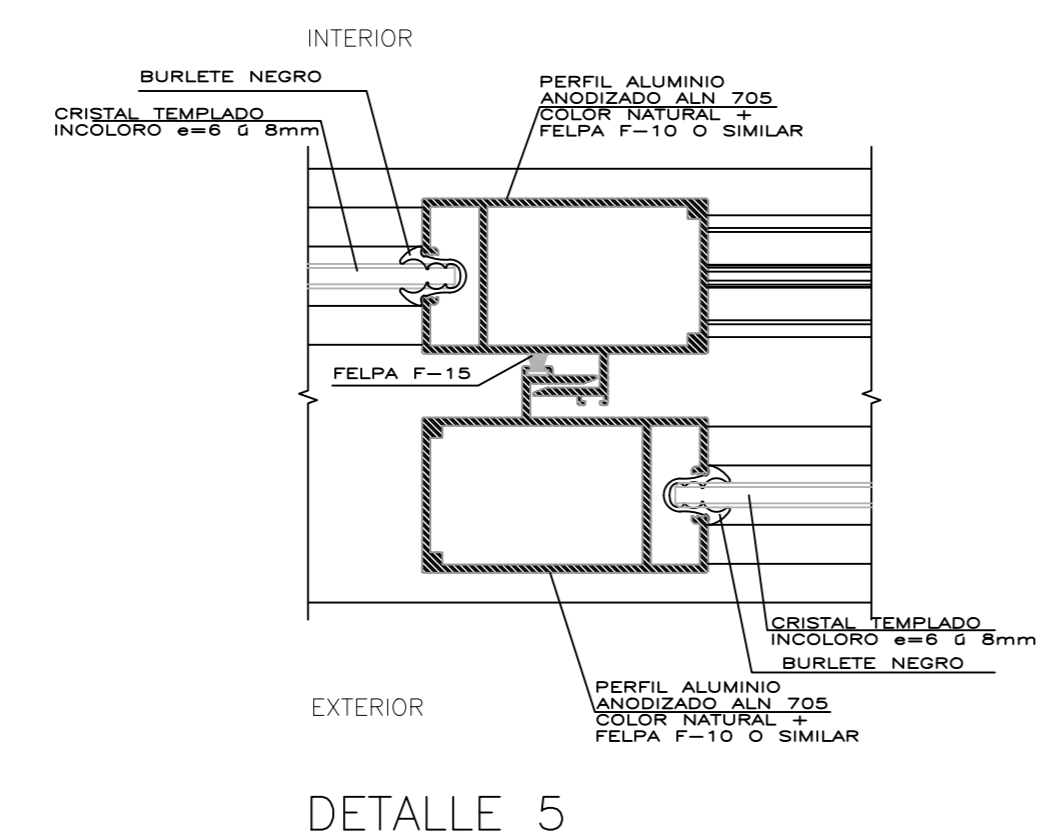 INTERIOR
BURLETE NEGRO
CRISTAL TEMPLADO
INCOLORO e=6 ú 8mm
PERFIL ALUMINIO
ANODIZADO ALN 705
COLOR NATURAL +
FELPA F-10 O SIMILAR
FELPA F-15
CRISTAL TEMPLADO
INCOLORO e=6 ú 8mm
BURLETE NEGRO
PERFIL ALUMINIO
ANODIZADO ALN 705
COLOR NATURAL +
FELPA F-10 O SIMILAR
EXTERIOR
DETALLE 5